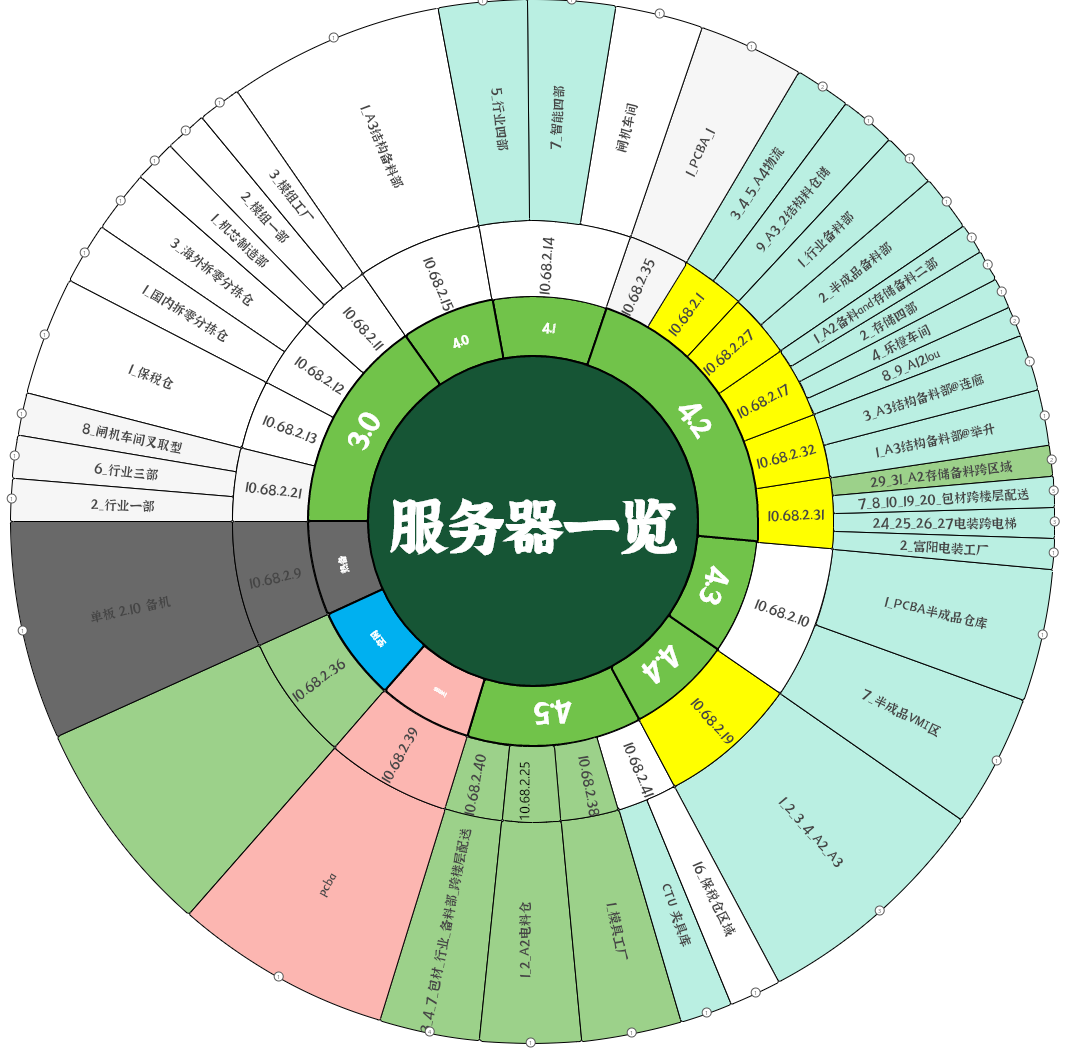 服务器一览
4.0
10.68.2.15
1_A3结构备料部
4.1
10.68.2.14
5_行业四部
7_智能四部
闸机车间
4.2
10.68.2.35
1_PCBA_1
10.68.2.1
3_4_5_A4物流
9_A3_2结构料仓储
10.68.2.27
1_行业备料部
2_半成品备料部
10.68.2.17
1_A2备料and存储备料二部
2_存储四部
4_乐橙车间
8_9_A12lou
10.68.2.32
3_A3结构备料部@连廊
1_A3结构备料部@举升
10.68.2.31
29_31_A2存储备料跨区域
7_8_10_19_20_包材跨楼层配送
24_25_26_27电装跨电梯
2_富阳电装工厂
4.3
10.68.2.10
1_PCBA半成品仓库
7_半成品VMI区
4.4
10.68.2.19
1_2_3_4_A2_A3
4.5
10.68.2.41
16_保税仓区域
CTU 夹具库
10.68.2.38
1_模具工厂
10.68.2.25
1_2_A2电料仓
10.68.2.40
3_4_7_包材_行业_备料部_跨楼层配送
10.68.2.39
pcba
空闲
10.68.2.36
10.68.2.9
单板 2.10 备机
3.0
10.68.2.21
2_行业一部
6_行业三部
8_闸机车间叉取型
10.68.2.13
1_保税仓
10.68.2.12
1_国内拆零分拣仓
3_海外拆零分拣仓
10.68.2.11
1_机芯制造部
2_模组一部
3_模组工厂